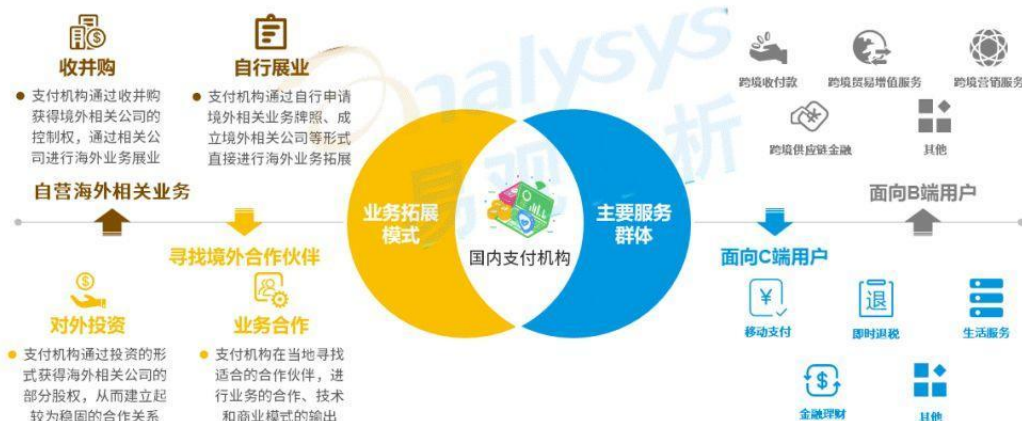 收并购
支付机构通过收并购
获得境外相关公司的
控制权，通过相关公
司进行海外业务展业
自行展业
支付机构通过自行申请
境外相关业务牌照、成
立境外相关公司等形式
直接进行海外业务拓展
自营海外相关业务
寻找境外合作伙伴
对外投资
支付机构通过投资的形
式获得海外相关公司的
部分股权，从而建立起
较为稳固的合作关系
业务合作
支付机构在当地寻找
适合的合作伙伴，进
行业务的合作、技术
和商业模式的输出
业务拓展
模式
国内支付机构
主要服务
群体
nalysys
易观分析
跨境收付款
跨境贸易增值服务
跨境营销服务
跨境供应链金融
其他
面向B端用户
面向C端用户
¥
移动支付
退
即时退税
生活服务
$
金融理财
其他